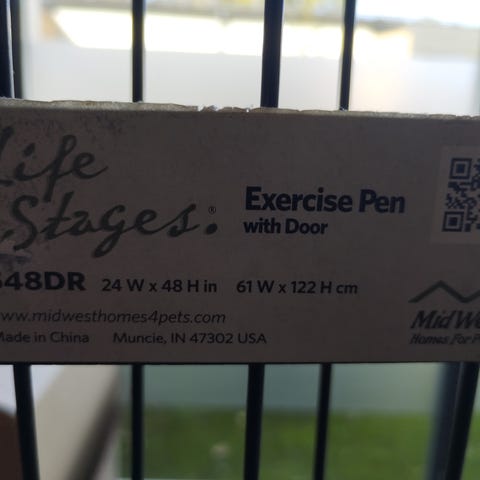 Life
Stages®
Exercise Pen
with Door
48DR 24 W x 48 H in 61 W x 122 H cm
www.midwesthomes4pets.com
Made in China Muncie, IN 47302 USA
MidWe
Homes For P